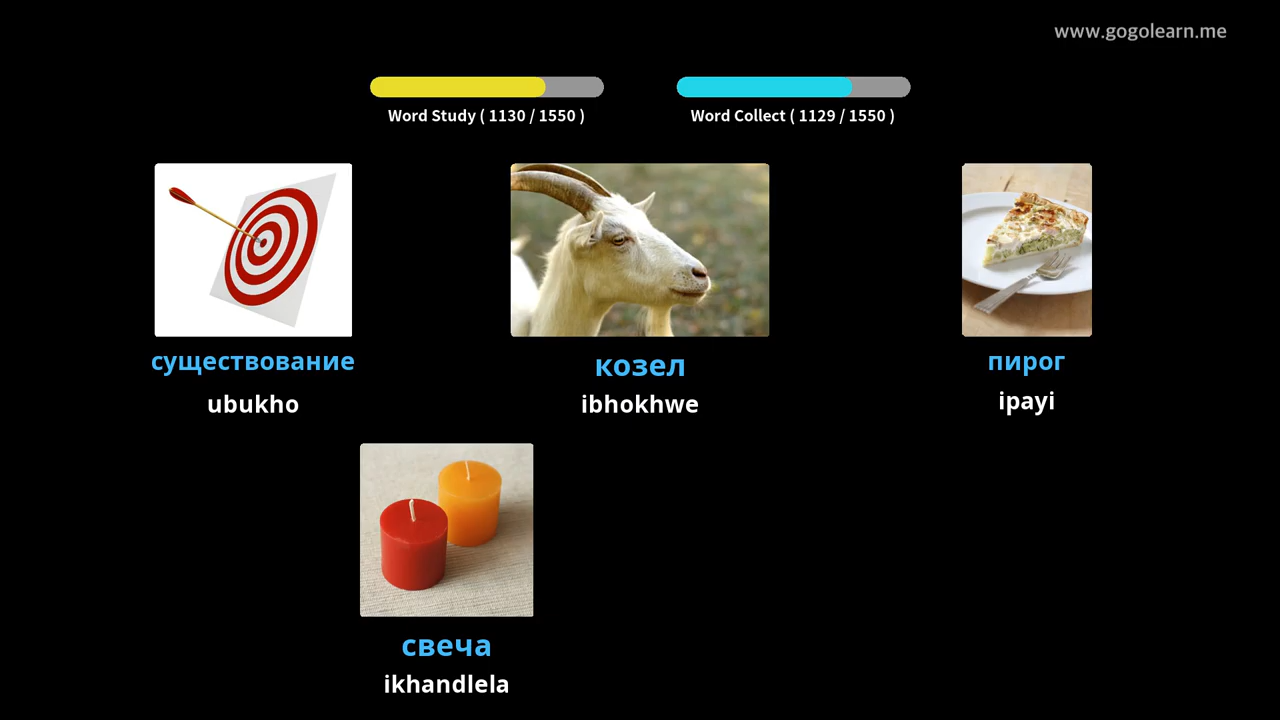 www.gogolearn.me
Word Study ( 1130 / 1550 )
Word Collect ( 1129 / 1550 )
существование
ubukho
козел
ibhokhwe
пирог
ipayi
свеча
ikhandlela